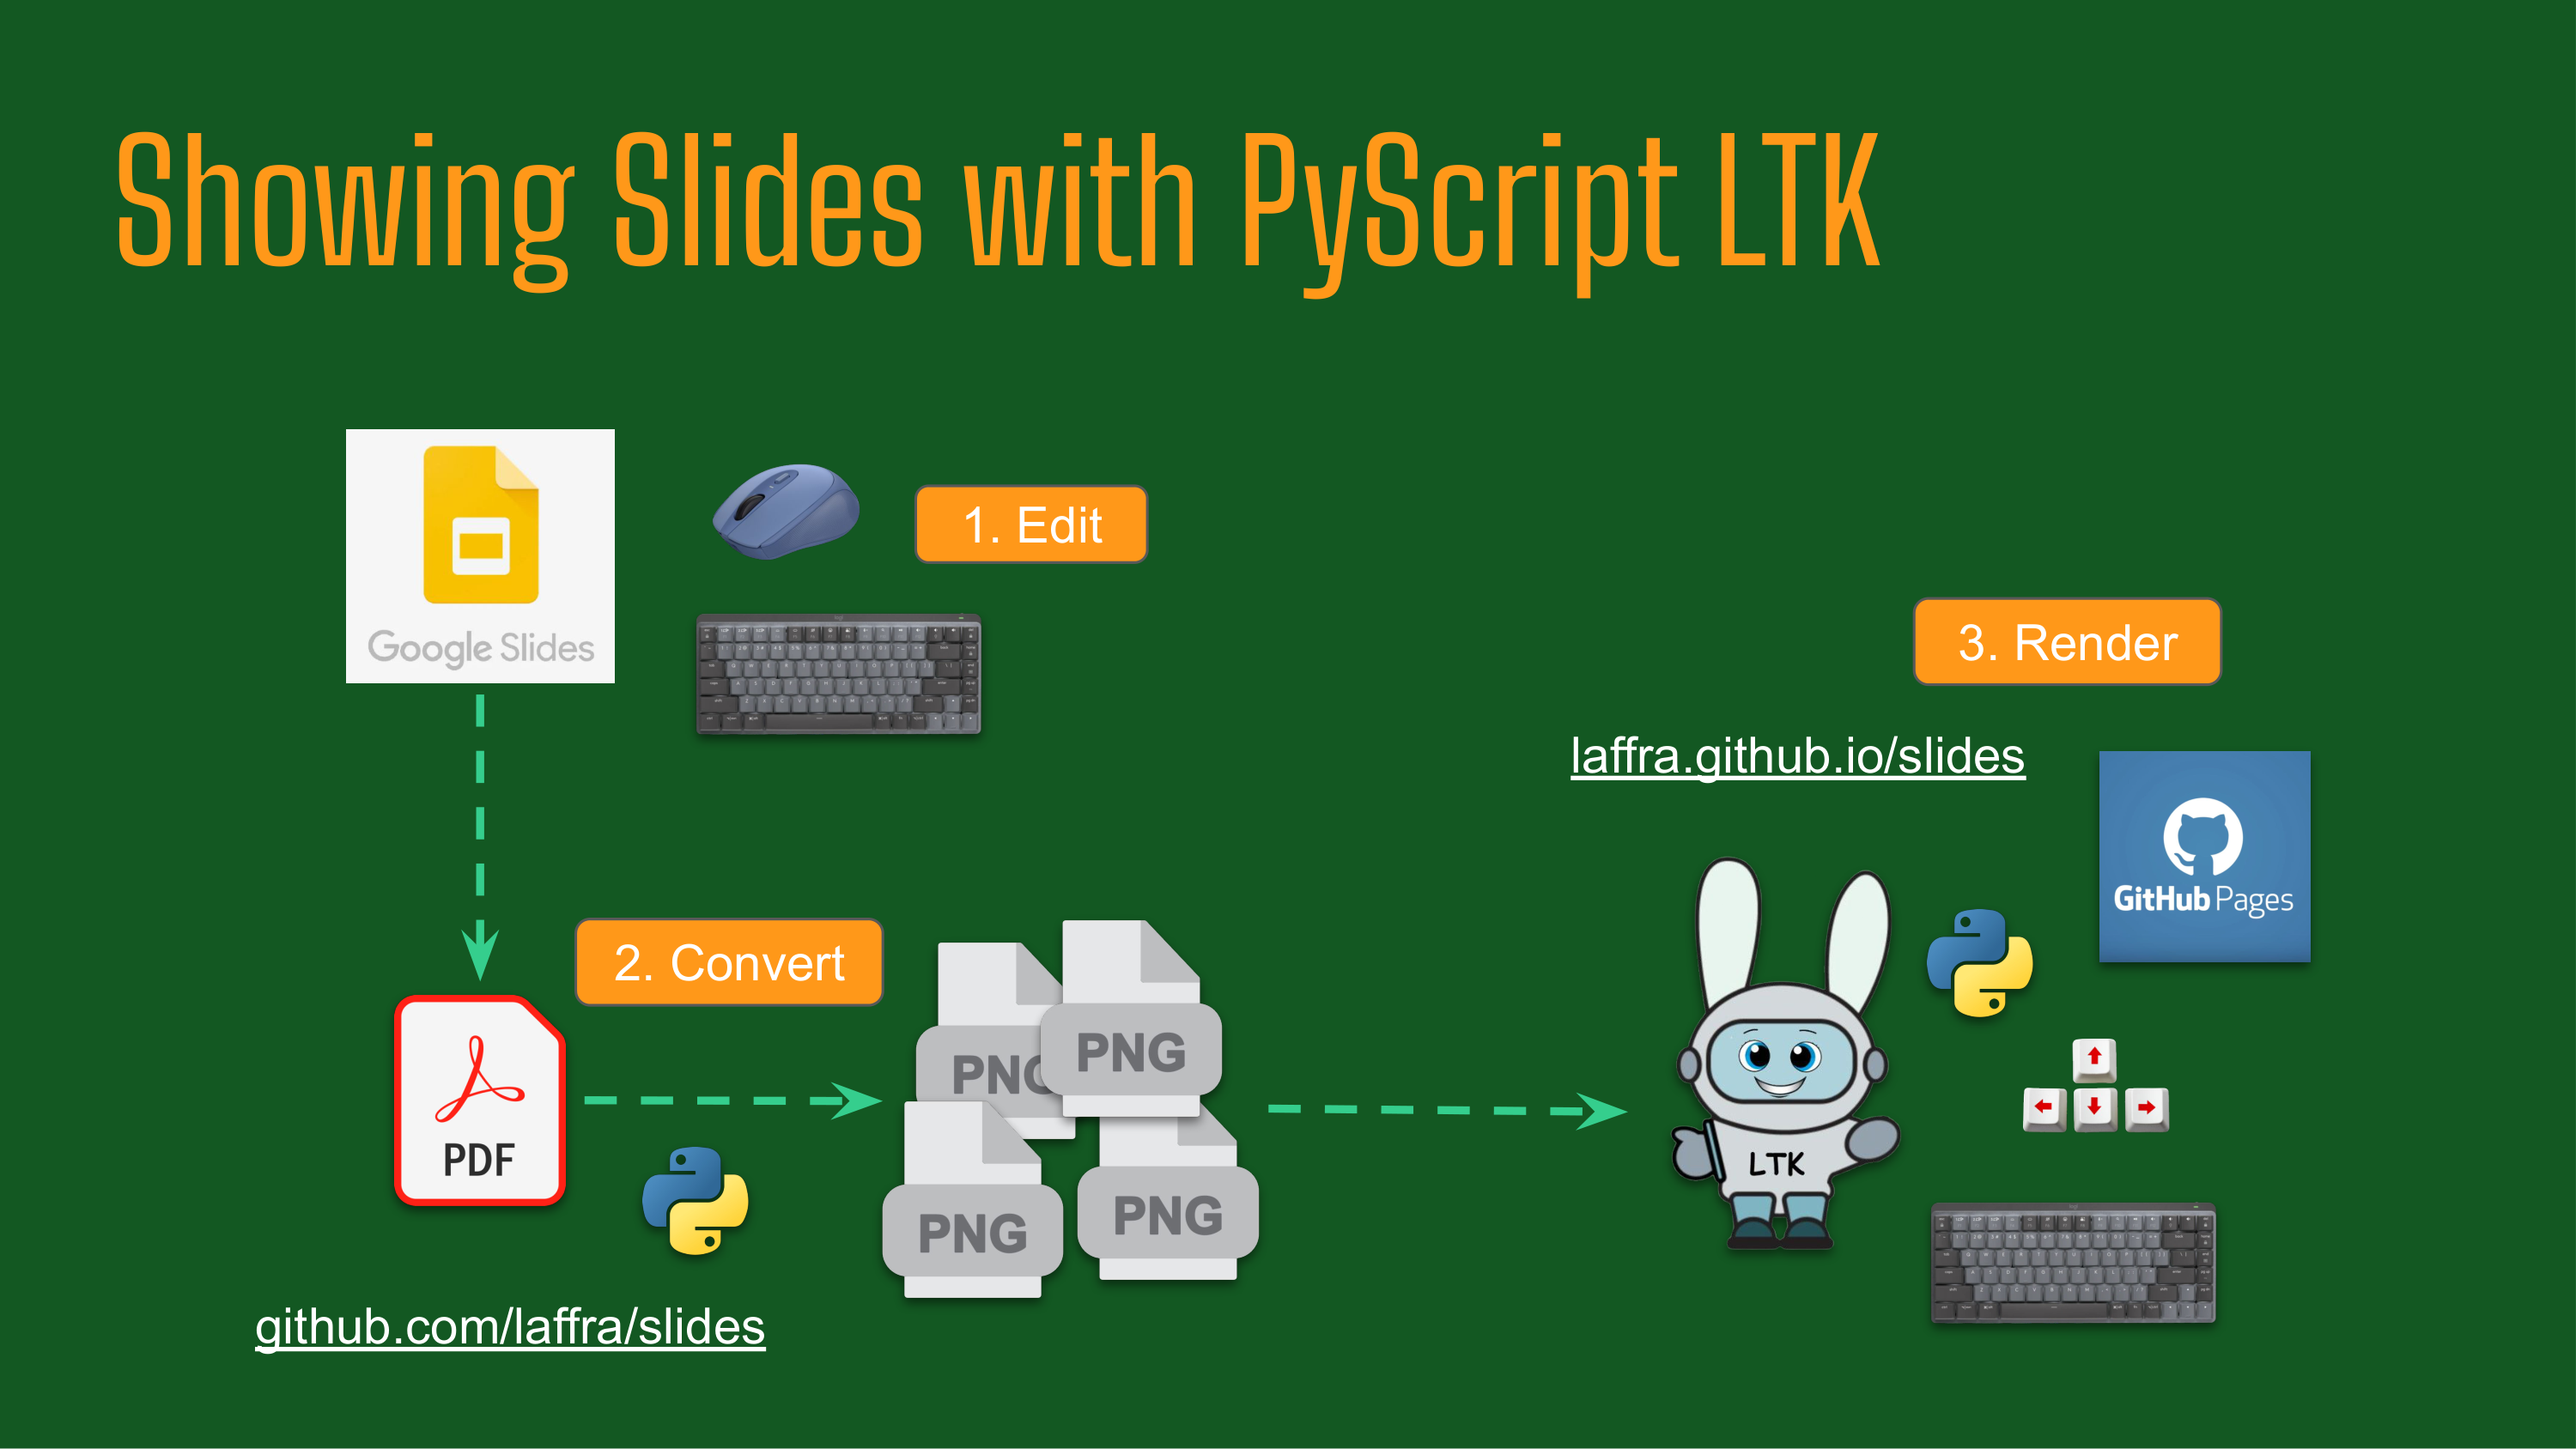 Showing Slides with PyScript LTK
Google Slides
1. Edit
3. Render
laffra.github.io/slides
GitHub Pages
2. Convert
PNG
PNG
PDF
LTK
PNG
PNG
github.com/laffra/slides